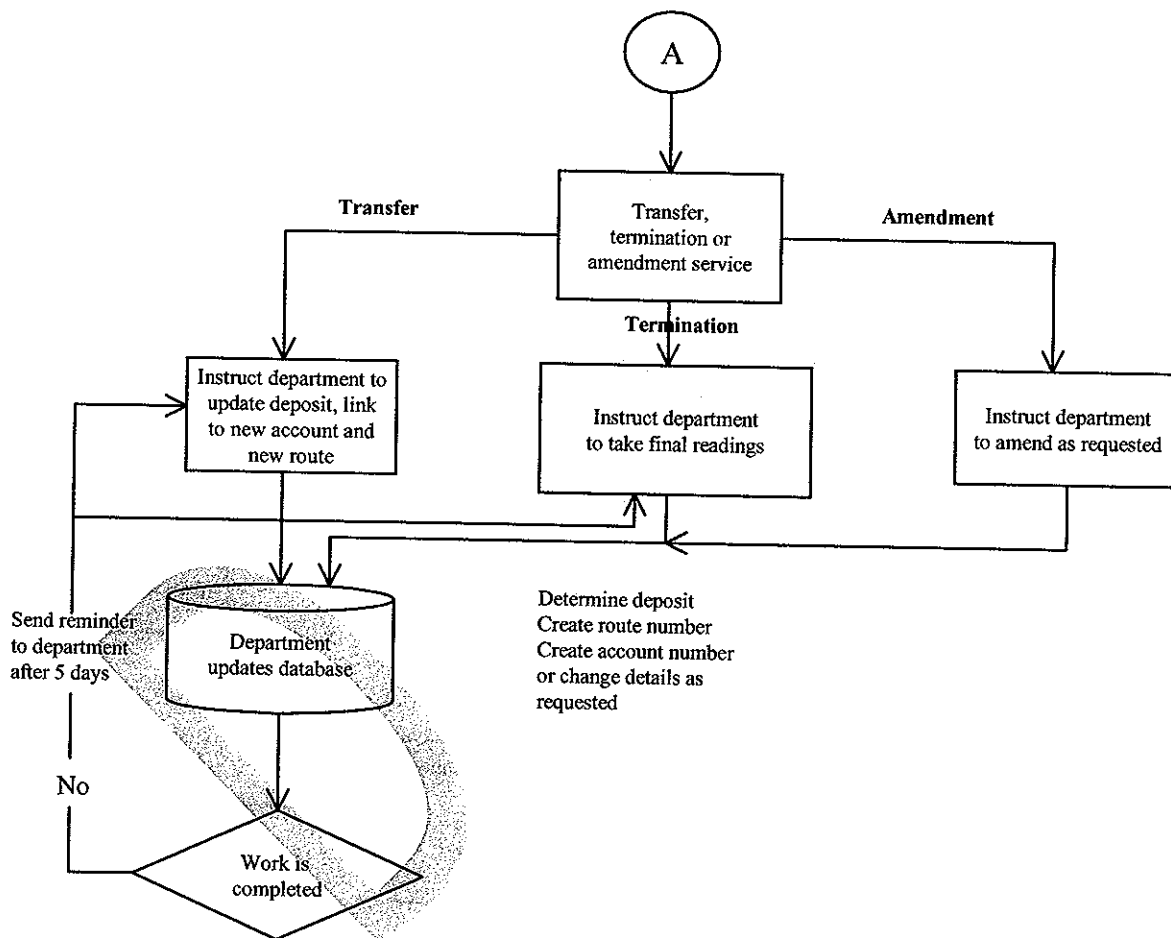 A
Transfer
Transfer,
termination or
amendment service
Amendment
Termination
Instruct department to
update deposit, link
to new account and
new route
Instruct department
to take final readings
Instruct department
to amend as requested
Send reminder
to department
after 5 days
Department
updates database
Determine deposit
Create route number
Create account number
or change details as
requested
No
Work is
completed